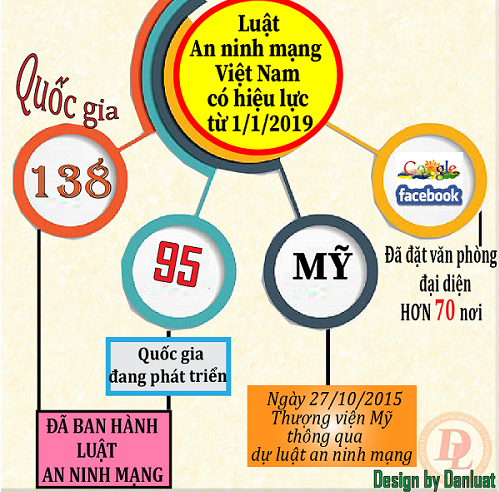 Luật
An ninh mạng
Việt Nam
có hiệu lực
từ 1/1/2019
Quốc gia
138
95
MỸ
Google
facebook
Đã đặt văn phòng
đại diện
HƠN 70 nơi
Quốc gia
đang phát triển
ĐÃ BAN HÀNH
LUẬT
AN NINH MẠNG
Ngày 27/10/2015
Thượng viện Mỹ
thông qua
dự luật an ninh mạng
DL
Design by Danluat